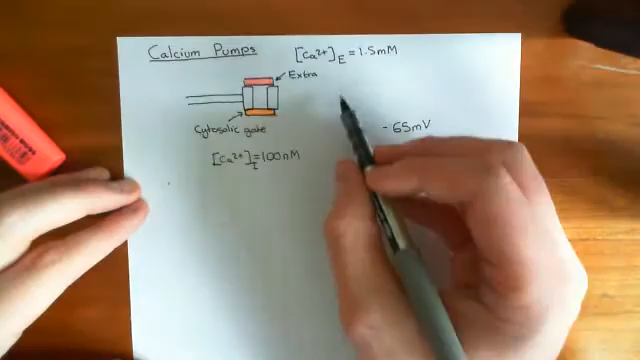 Calcium Pumps
[Ca²⁺]E = 1.5mM
Extra
Cytosolic gate
- 65mV
[Ca²⁺]I = 100nM